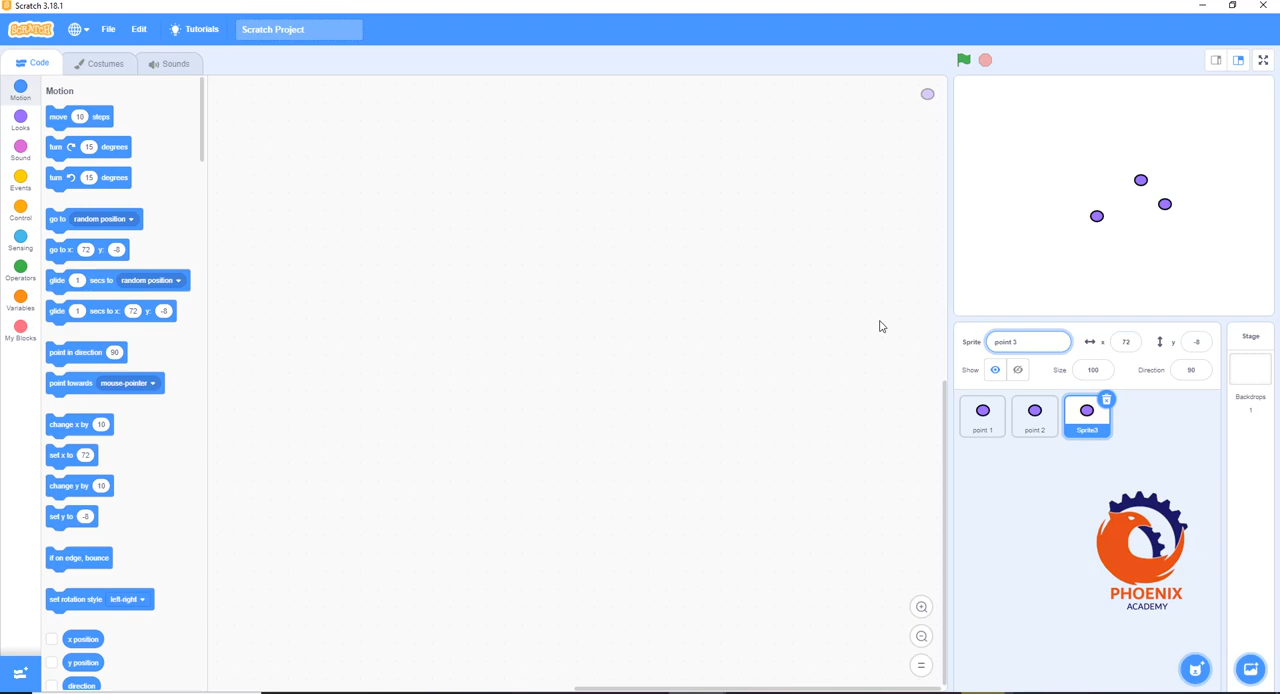 Scratch 3.18.1
SCRATCH File Edit Tutorials Scratch Project
Code Costumes Sounds
Motion
Looks
Sound
Events
Control
Sensing
Operators
Variables
My Blocks
Motion
move 10 steps
turn 15 degrees
turn 15 degrees
go to random position
go to x: 72 y: -8
glide 1 secs to random position
glide 1 secs to x: 72 y: -8
point in direction 90
point towards mouse-pointer
change x by 10
set x to 72
change y by 10
set y to -8
if on edge, bounce
set rotation style left-right
x position
y position
direction
Sprite point 3 x 72 y -8
Show Size 100 Direction 90
point 1 point 2 Sprite3
Stage
Backdrops
1
PHOENIX
ACADEMY